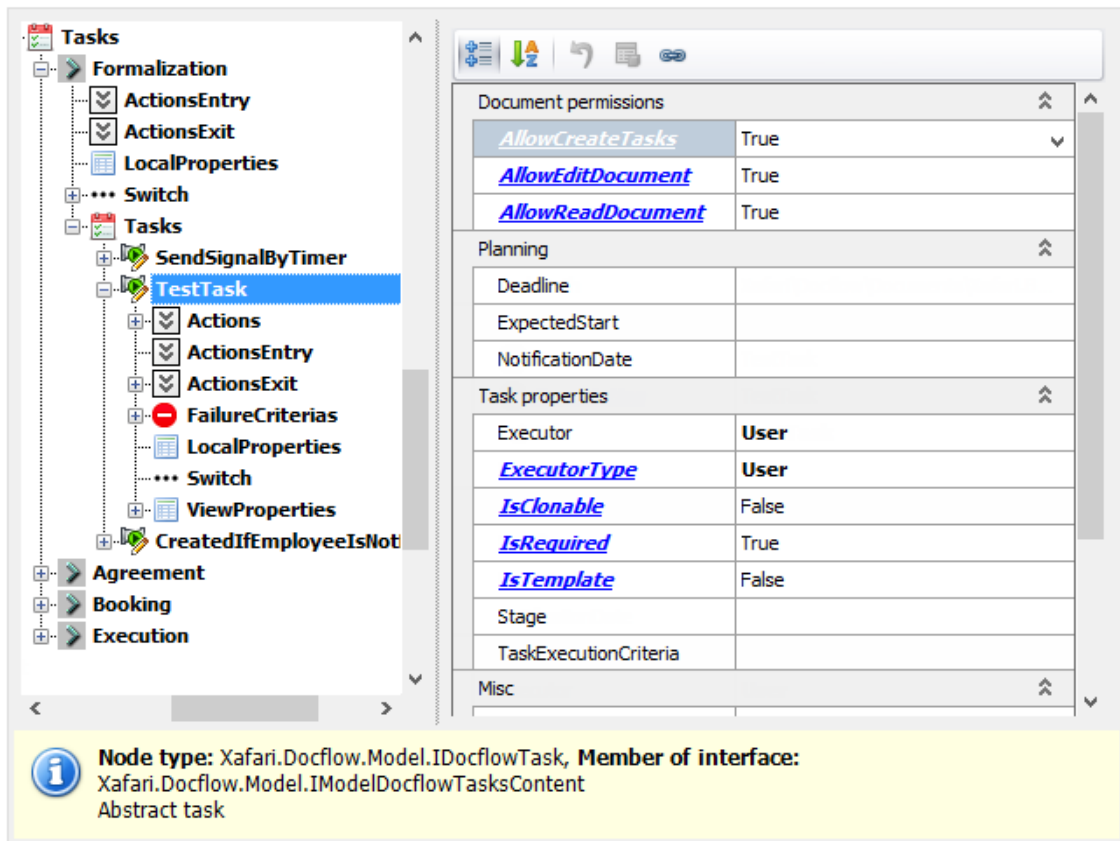 Tasks
Formalization
ActionsEntry
ActionsExit
LocalProperties
Switch
Tasks
SendSignalByTimer
TestTask
Actions
ActionsEntry
ActionsExit
FailureCriterias
LocalProperties
Switch
ViewProperties
CreatedIfEmployeeIsNot
Agreement
Booking
Execution
Document permissions
AllowCreateTasks True
AllowEditDocument True
AllowReadDocument True
Planning
Deadline
ExpectedStart
NotificationDate
Task properties
Executor User
ExecutorType User
IsClonable False
IsRequired True
IsTemplate False
Stage
TaskExecutionCriteria
Misc
Node type: Xafari.Docflow.Model.IDocflowTask, Member of interface:
Xafari.Docflow.Model.IModelDocflowTasksContent
Abstract task